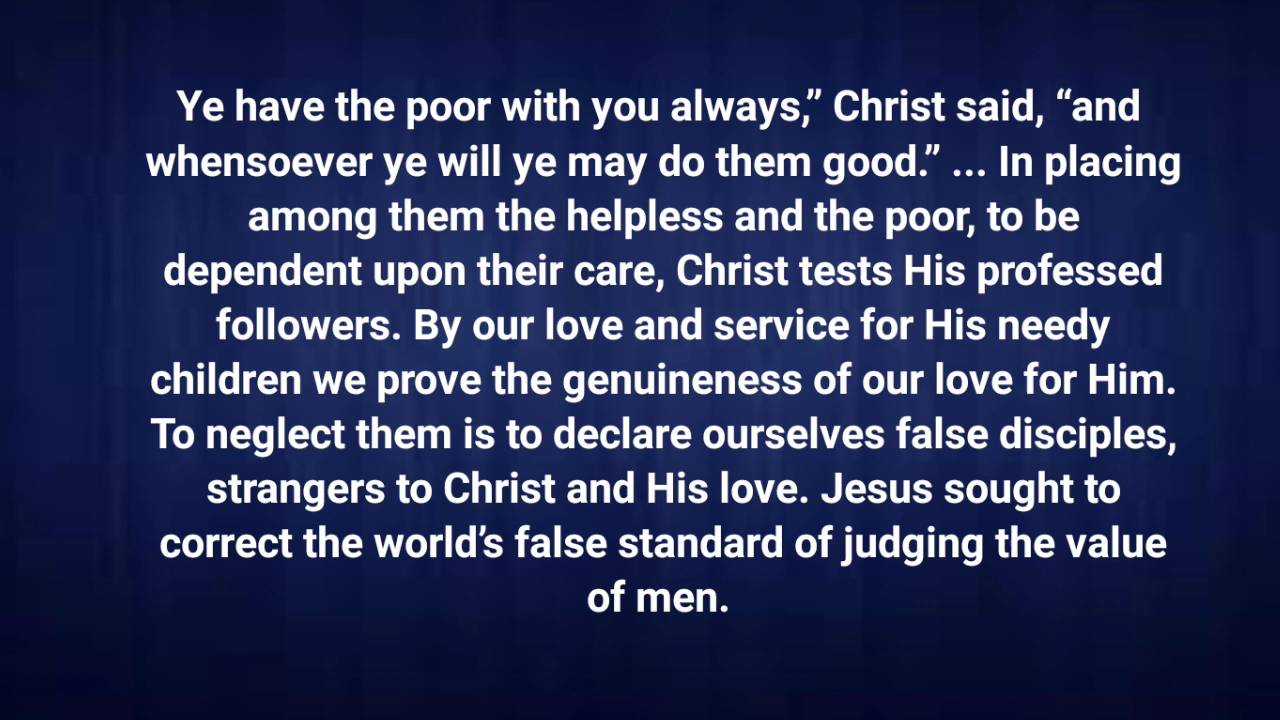 Ye have the poor with you always,” Christ said, “and
whensoever ye will ye may do them good.” ... In placing
among them the helpless and the poor, to be
dependent upon their care, Christ tests His professed
followers. By our love and service for His needy
children we prove the genuineness of our love for Him.
To neglect them is to declare ourselves false disciples,
strangers to Christ and His love. Jesus sought to
correct the world’s false standard of judging the value
of men.